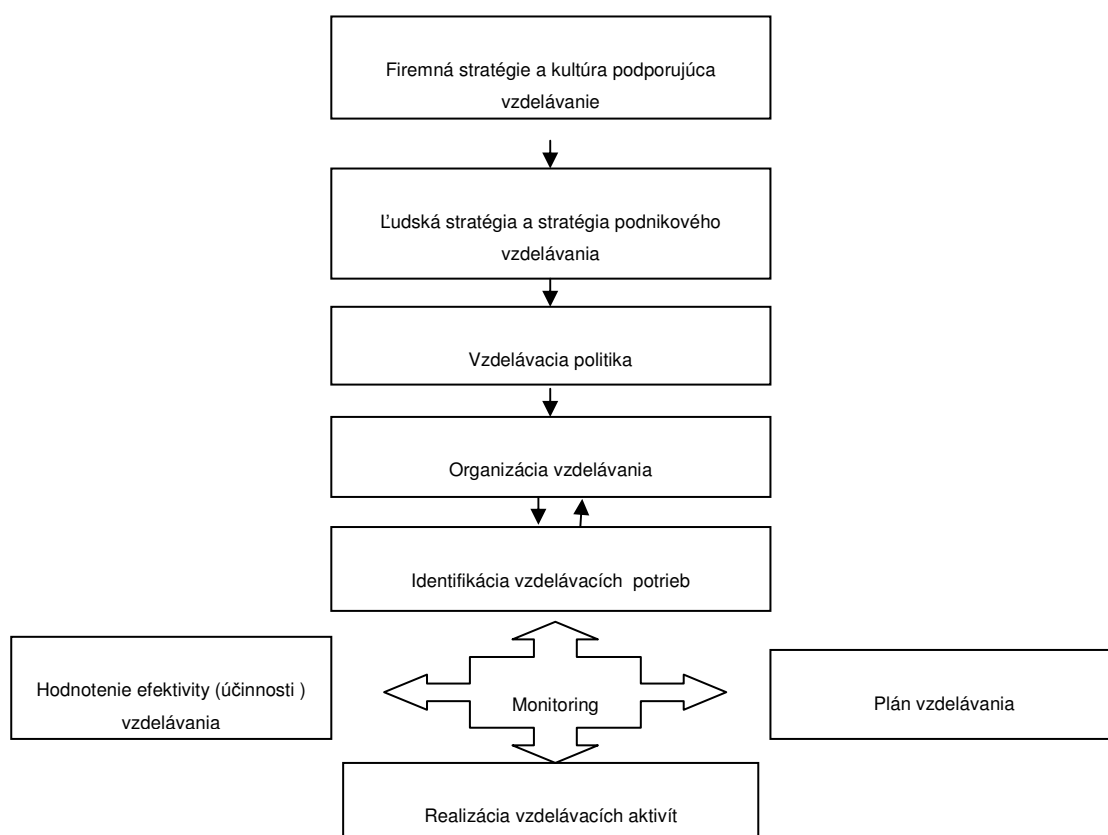 Firemná stratégie a kultúra podporujúca
vzdelávanie
Ľudská stratégia a stratégia podnikového
vzdelávania
Vzdelávacia politika
Organizácia vzdelávania
Identifikácia vzdelávacích potrieb
Hodnotenie efektivity (účinnosti )
vzdelávania
Monitoring
Plán vzdelávania
Realizácia vzdelávacích aktivít